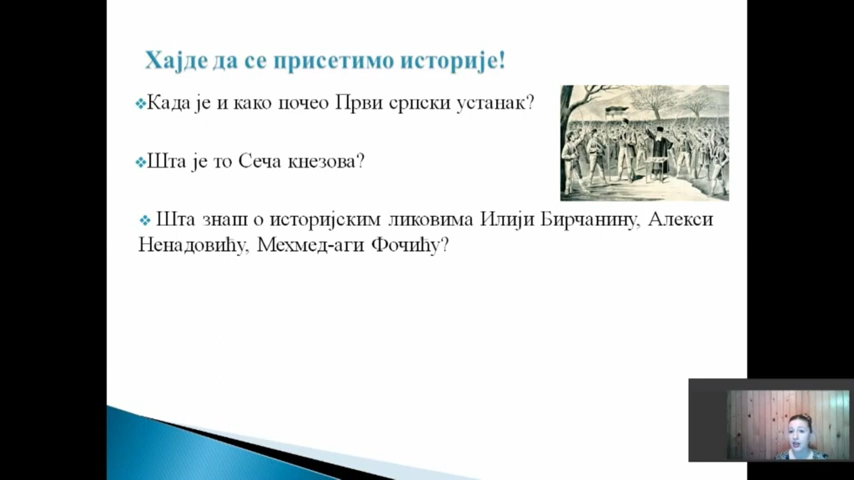 Хајде да се присетимо историје!
❖Када је и како почео Први српски устанак?
❖Шта је то Сеча кнезова?
❖ Шта знаш о историјским ликовима Илији Бирчанину, Алекси
Ненадовићу, Мехмед-аги Фочићу?